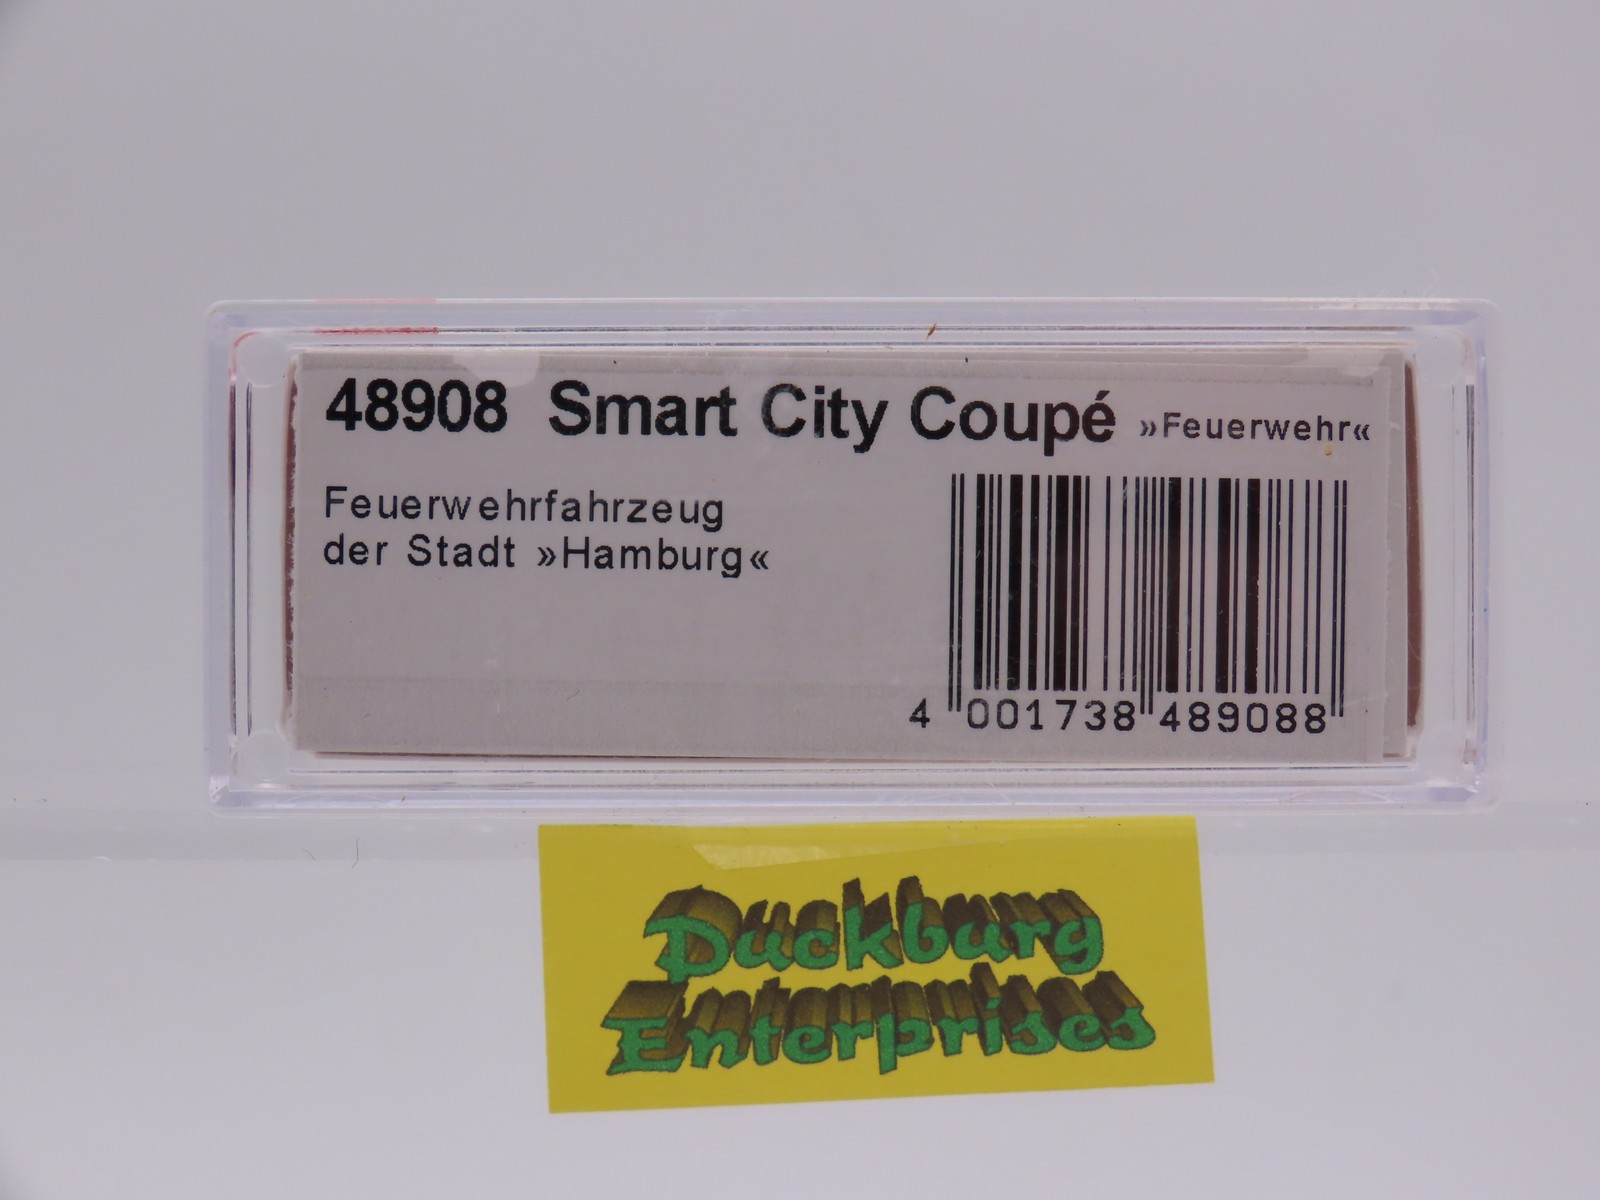 48908 Smart City Coupé »Feuerwehr«
Feuerwehrfahrzeug
der Stadt »Hamburg«
4 001738 489088
Duckburg
Enterprises